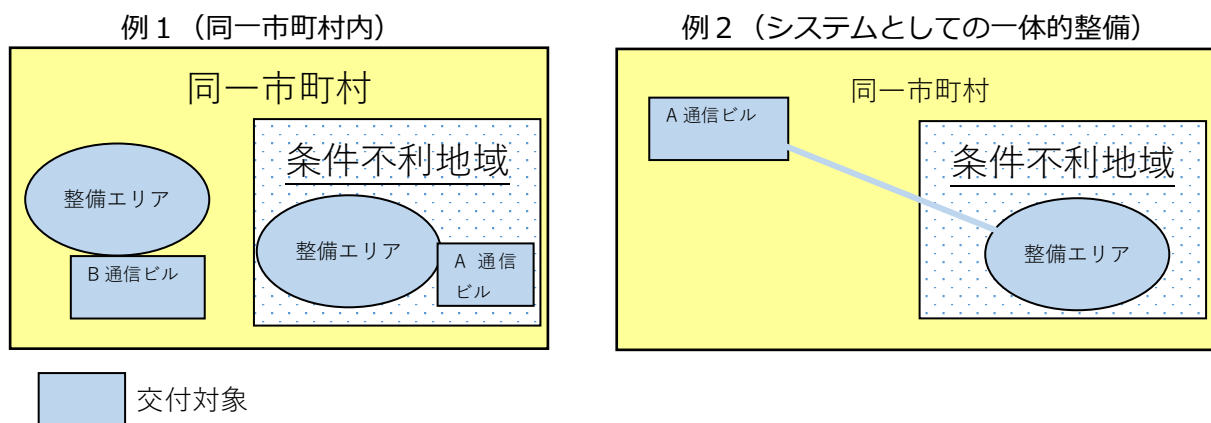 例１（同一市町村内）
同一市町村
条件不利地域
整備エリア
B 通信ビル
整備エリア
A 通信
ビル
例２（システムとしての一体的整備）
同一市町村
A 通信ビル
条件不利地域
整備エリア
交付対象